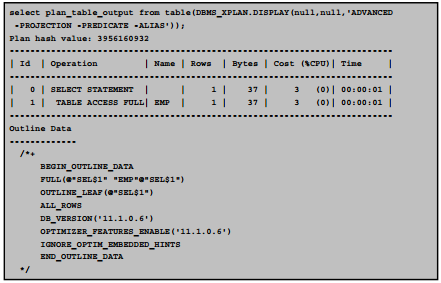 select plan_table_output from table(DBMS_XPLAN.DISPLAY(null,null,'ADVANCED
-PROJECTION -PREDICATE -ALIAS'));
Plan hash value: 3956160932
--------------------------------------------------------------------------
| Id | Operation | Name | Rows | Bytes | Cost (%CPU)| Time |
--------------------------------------------------------------------------
| 0 | SELECT STATEMENT | | 1 | 37 | 3 (0)| 00:00:01 |
| 1 | TABLE ACCESS FULL| EMP | 1 | 37 | 3 (0)| 00:00:01 |
--------------------------------------------------------------------------
Outline Data
-------------
/*+
BEGIN_OUTLINE_DATA
FULL(@"SEL$1" "EMP"@"SEL$1")
OUTLINE_LEAF(@"SEL$1")
ALL_ROWS
DB_VERSION('11.1.0.6')
OPTIMIZER_FEATURES_ENABLE('11.1.0.6')
IGNORE_OPTIM_EMBEDDED_HINTS
END_OUTLINE_DATA
*/